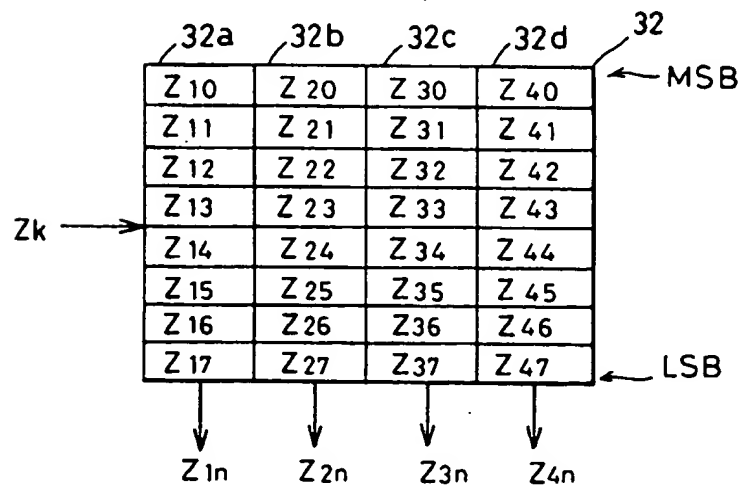 32a 32b 32c 32d 32
Z10 Z20 Z30 Z40 MSB
Z11 Z21 Z31 Z41
Z12 Z22 Z32 Z42
Z13 Z23 Z33 Z43
Zk
Z14 Z24 Z34 Z44
Z15 Z25 Z35 Z45
Z16 Z26 Z36 Z46
Z17 Z27 Z37 Z47 LSB
Z1n Z2n Z3n Z4n